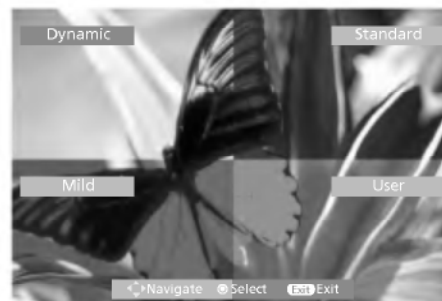 Dynamic
Standard
Mild
User
Navigate Select Exit Exit